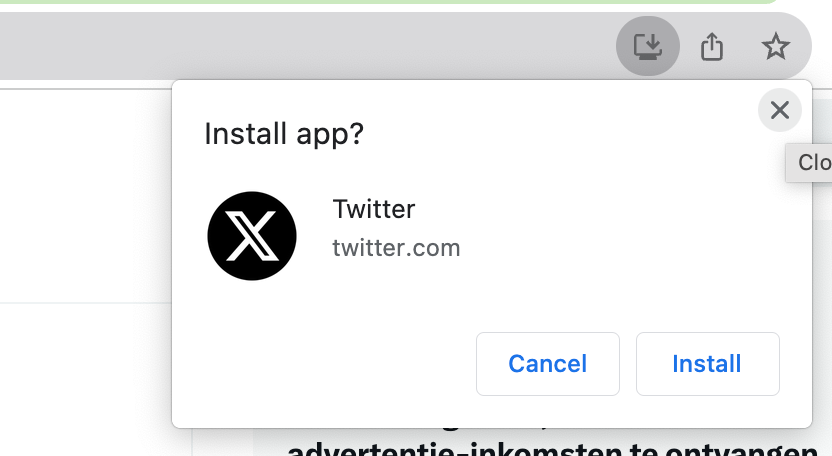 Install app?
Clo
Twitter
twitter.com
Cancel
Install
advertentie-inkomsten te ontvangen